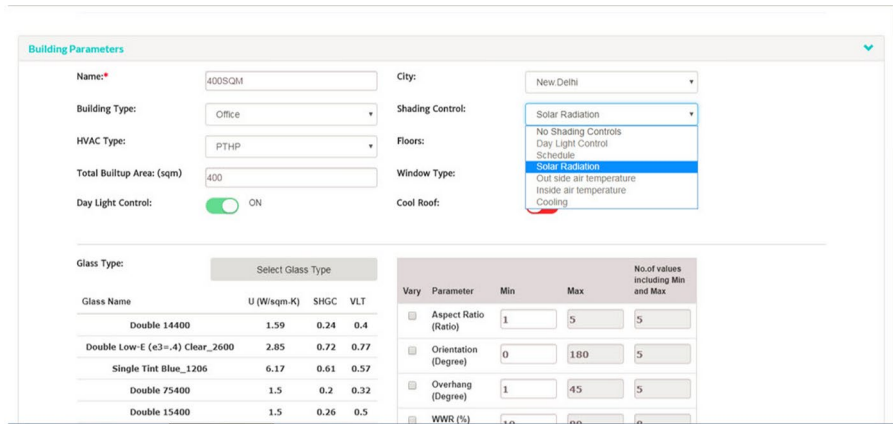 Building Parameters
Name:* 400SQM City: New.Delhi
Building Type: Office Shading Control: Solar Radiation
No Shading Controls
Day Light Control
Schedule
Solar Radiation
Out side air temperature
Inside air temperature
Cooling
HVAC Type: PTHP Floors:
Total Builtup Area: (sqm) 400 Window Type:
Day Light Control: ON Cool Roof:
Glass Type: Select Glass Type
Glass Name U (W/sqm-K) SHGC VLT
Double 14400 1.59 0.24 0.4
Double Low-E (e3=.4) Clear_2600 2.85 0.72 0.77
Single Tint Blue_1206 6.17 0.61 0.57
Double 75400 1.5 0.2 0.32
Double 15400 1.5 0.26 0.5
No.of values
including Min
Vary Parameter Min Max and Max
Aspect Ratio
(Ratio) 1 5 5
Orientation
(Degree) 0 180 5
Overhang
(Degree) 1 45 5
WWR (%)